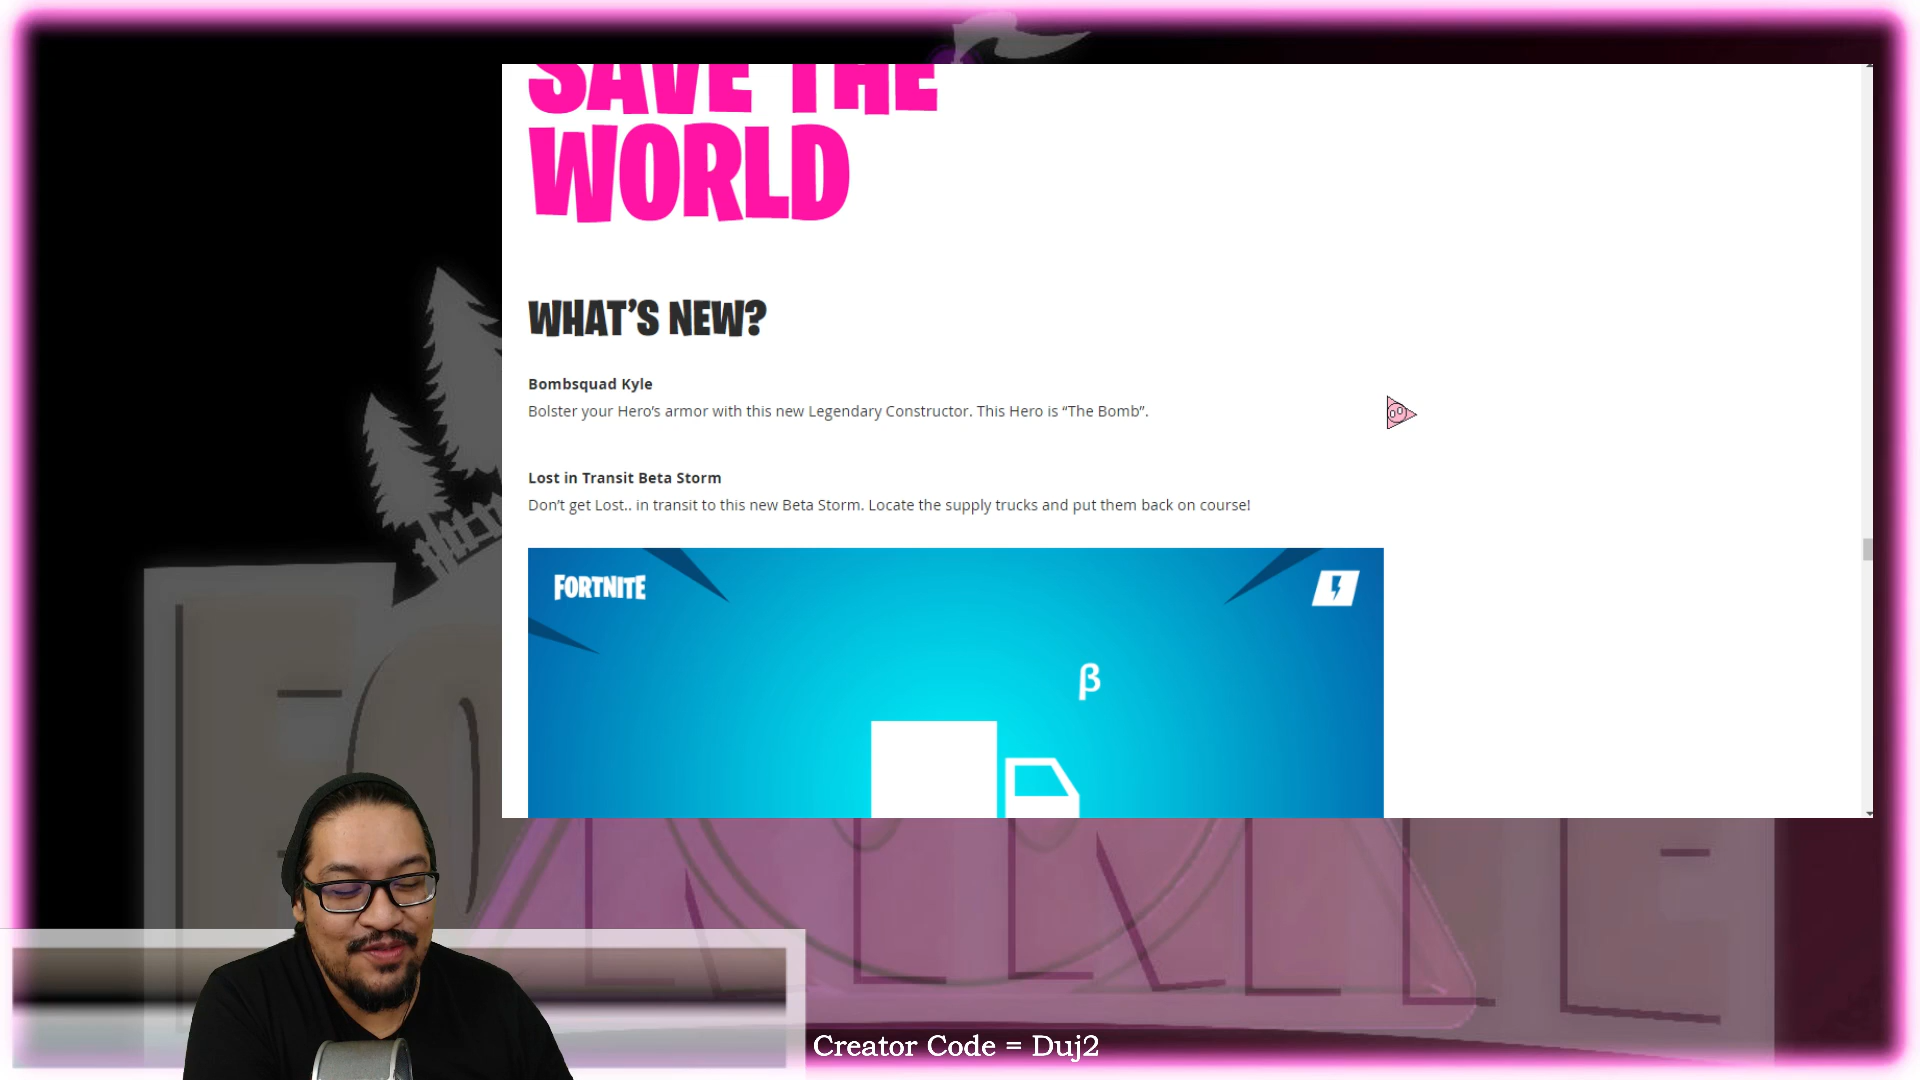 SAVE THE
WORLD
WHAT'S NEW?
Bombsquad Kyle
Bolster your Hero's armor with this new Legendary Constructor. This Hero is “The Bomb”.
Lost in Transit Beta Storm
Don't get Lost.. in transit to this new Beta Storm. Locate the supply trucks and put them back on course!
FORTNITE
β
FORTNITE
Creator Code = Duj2